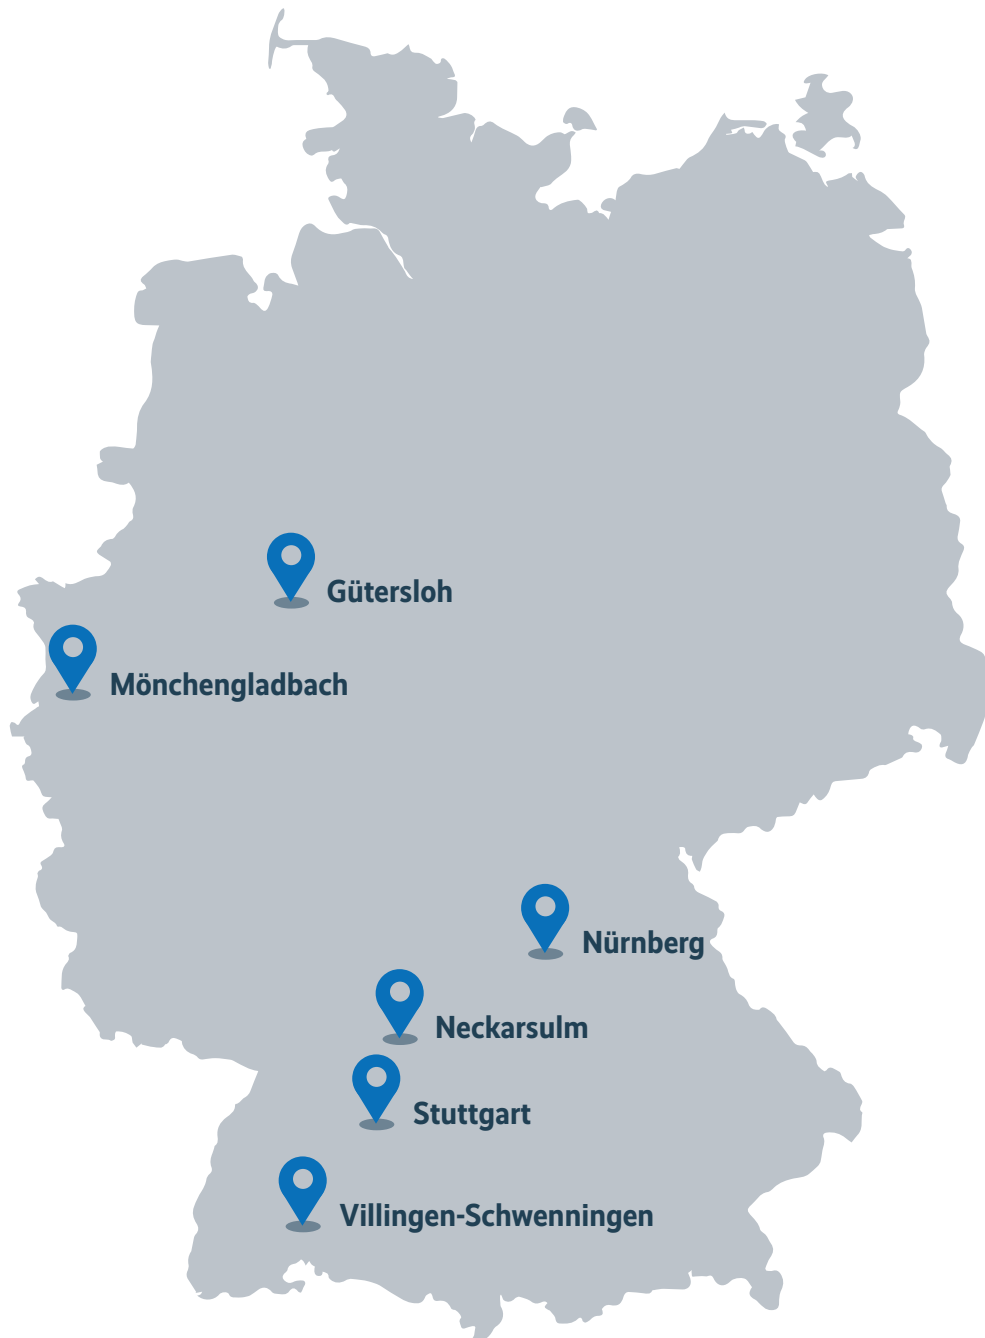 Gütersloh
Mönchengladbach
Nürnberg
Neckarsulm
Stuttgart
Villingen-Schwenningen